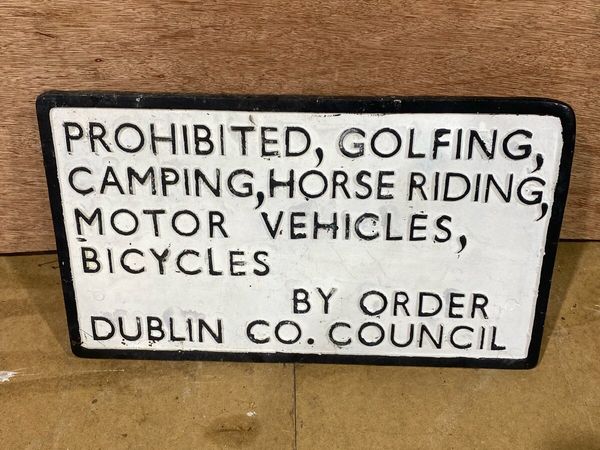 PROHIBITED, GOLFING,
CAMPING, HORSE RIDING,
MOTOR VEHICLES,
BICYCLES
BY ORDER
DUBLIN CO. COUNCIL